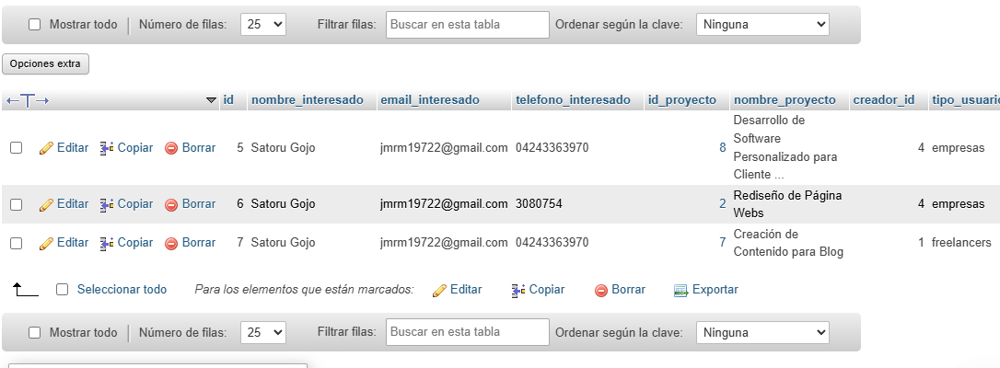 Mostrar todo Número de filas: 25 Filtrar filas: Buscar en esta tabla Ordenar según la clave: Ninguna
Opciones extra
id nombre_interesado email_interesado telefono_interesado id_proyecto nombre_proyecto creador_id tipo_usuario
Editar Copiar Borrar 5 Satoru Gojo jmrm19722@gmail.com 04243363970 8 Desarrollo de
Software
Personalizado para
Cliente ... 4 empresas
Editar Copiar Borrar 6 Satoru Gojo jmrm19722@gmail.com 3080754 2 Rediseño de Página
Webs 4 empresas
Editar Copiar Borrar 7 Satoru Gojo jmrm19722@gmail.com 04243363970 7 Creación de
Contenido para Blog 1 freelancers
Seleccionar todo Para los elementos que están marcados: Editar Copiar Borrar Exportar
Mostrar todo Número de filas: 25 Filtrar filas: Buscar en esta tabla Ordenar según la clave: Ninguna